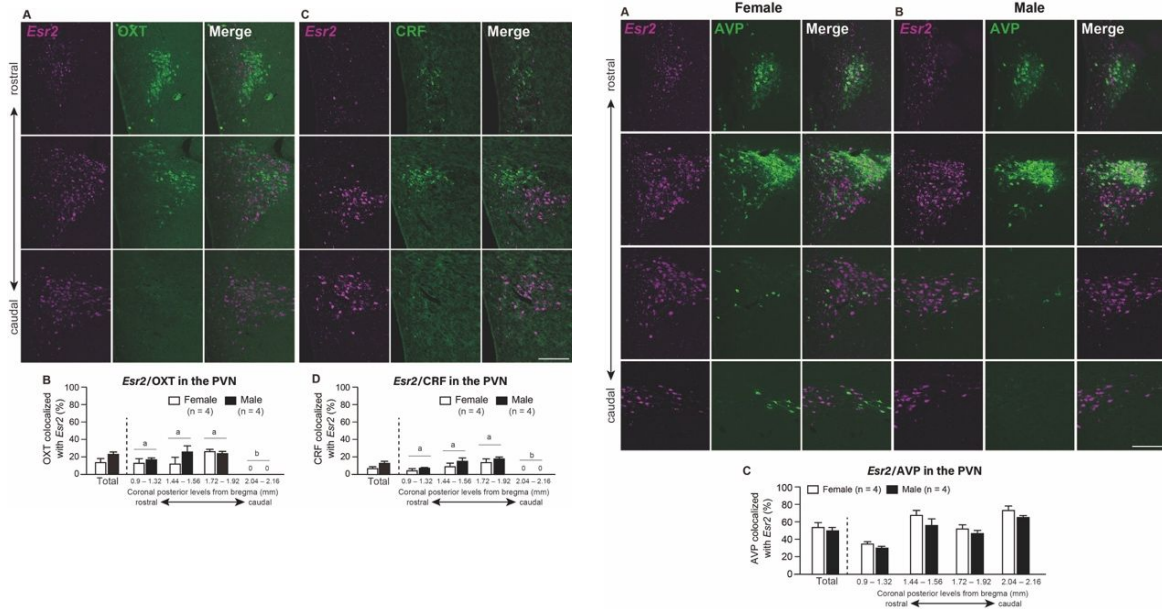 A
C
Esr2
OXT
Merge
Esr2
CRF
Merge
rostral
caudal
B
Esr2/OXT in the PVN
OXT colocalized
with Esr2 (%)
100
80
60
40
20
0
Female
(n = 4)
Male
(n = 4)
a
a
a
b
0 0
Total
0.9 – 1.32
1.44 – 1.56
1.72 – 1.92
2.04 – 2.16
Coronal posterior levels from bregma (mm)
rostral
caudal
D
Esr2/CRF in the PVN
CRF colocalized
with Esr2 (%)
100
80
60
40
20
0
Female
(n = 4)
Male
(n = 4)
a
a
a
b
0 0
Total
0.9 – 1.32
1.44 – 1.56
1.72 – 1.92
2.04 – 2.16
Coronal posterior levels from bregma (mm)
rostral
caudal
A
Female
B
Male
Esr2
AVP
Merge
Esr2
AVP
Merge
rostral
caudal
C
Esr2/AVP in the PVN
AVP colocalized
with Esr2 (%)
100
80
60
40
20
0
Female (n = 4)
Male (n = 4)
Total
0.9 – 1.32
1.44 – 1.56
1.72 – 1.92
2.04 – 2.16
Coronal posterior levels from bregma (mm)
rostral
caudal